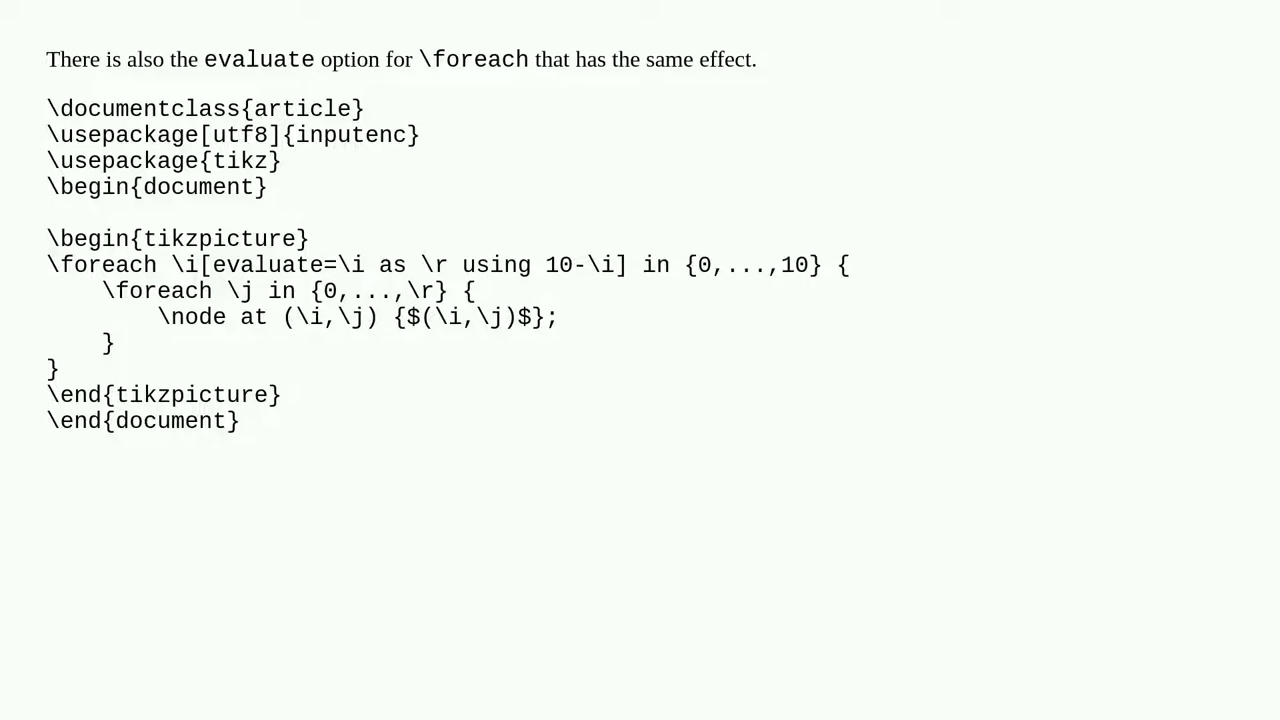 There is also the evaluate option for \foreach that has the same effect.
\documentclass{article}
\usepackage[utf8]{inputenc}
\usepackage{tikz}
\begin{document}

\begin{tikzpicture}
\foreach \i[evaluate=\i as \r using 10-\i] in {0,...,10} {
    \foreach \j in {0,...,\r} {
        \node at (\i,\j) {$(\i,\j)$};
    }
}
\end{tikzpicture}
\end{document}